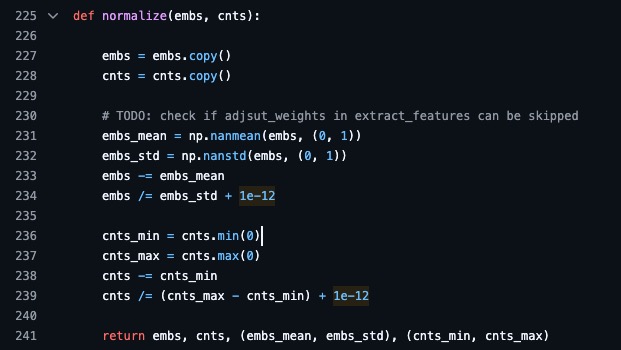 225 def normalize(embs, cnts):
226
227     embs = embs.copy()
228     cnts = cnts.copy()
229
230     # TODO: check if adjsut_weights in extract_features can be skipped
231     embs_mean = np.nanmean(embs, (0, 1))
232     embs_std = np.nanstd(embs, (0, 1))
233     embs -= embs_mean
234     embs /= embs_std + 1e-12
235
236     cnts_min = cnts.min(0)
237     cnts_max = cnts.max(0)
238     cnts -= cnts_min
239     cnts /= (cnts_max - cnts_min) + 1e-12
240
241     return embs, cnts, (embs_mean, embs_std), (cnts_min, cnts_max)